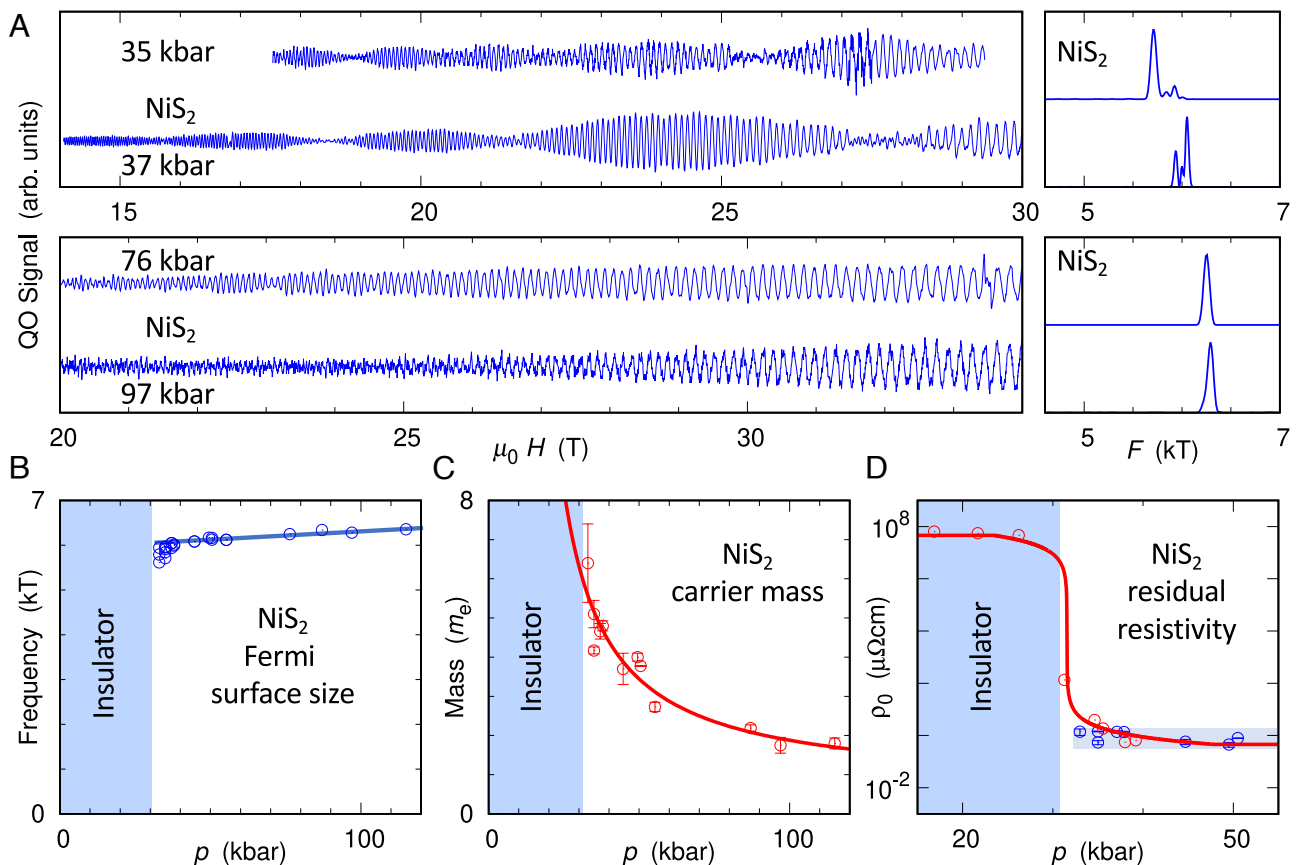 A
35 kbar
NiS2
37 kbar
15 20 25 30
NiS2
5 7
QO Signal (arb. units)
76 kbar
NiS2
97 kbar
20 25 30
μ0 H (T)
NiS2
5 7
F (kT)
B
7
0
Frequency (kT)
Insulator
NiS2
Fermi
surface size
0 100
p (kbar)
C
8
0
Mass (me)
Insulator
NiS2
carrier mass
0 100
p (kbar)
D
10^8
10^-2
ρ0 (μΩcm)
Insulator
NiS2
residual
resistivity
20 50
p (kbar)